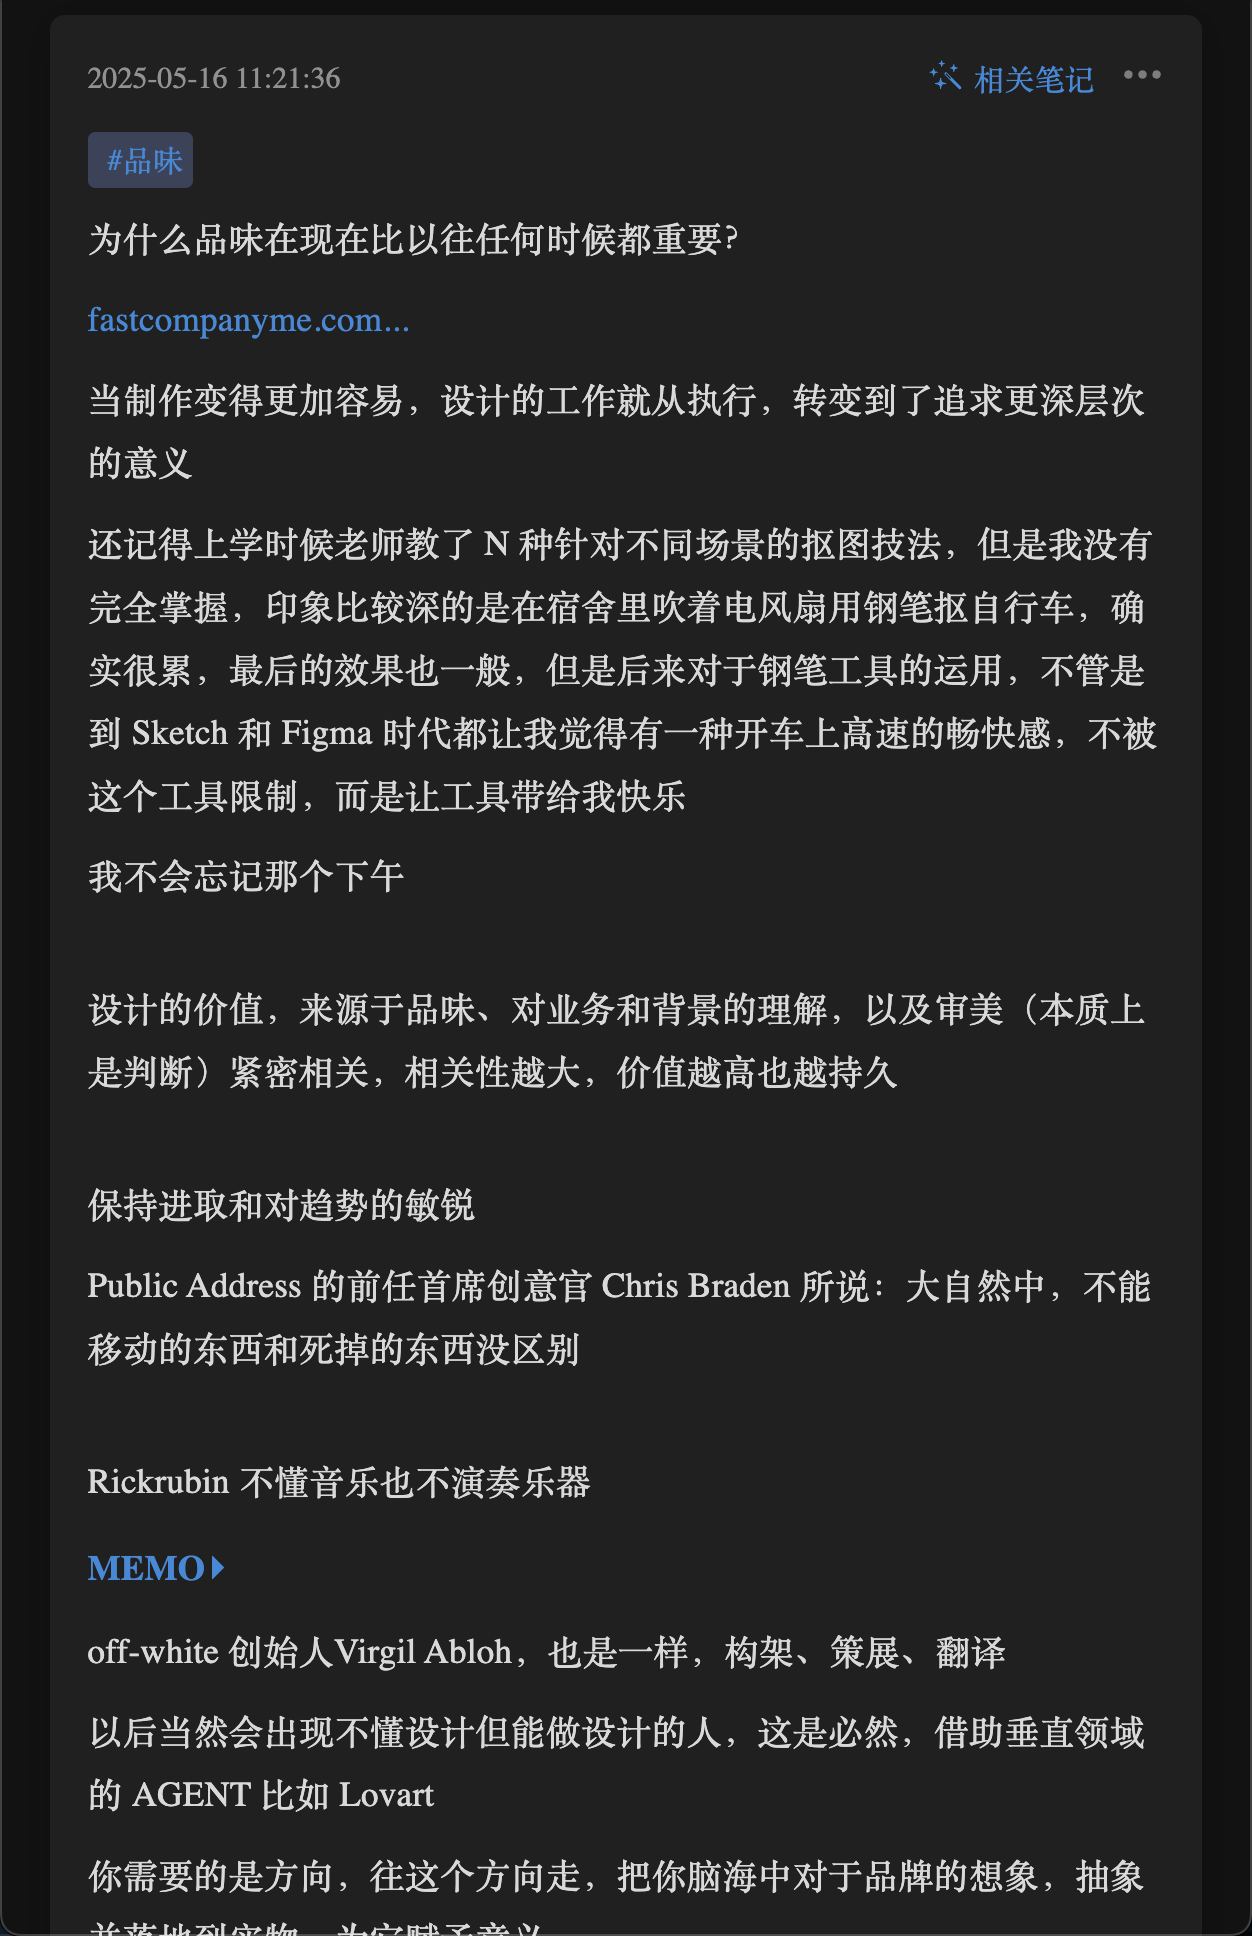 2025-05-16 11:21:36
相关笔记
#品味
为什么品味在现在比以往任何时候都重要?
fastcompanyme.com...
当制作变得更加容易，设计的工作就从执行，转变到了追求更深层次
的意义
还记得上学时候老师教了 N 种针对不同场景的抠图技法，但是我没有
完全掌握，印象比较深的是在宿舍里吹着电风扇用钢笔抠自行车，确
实很累，最后的效果也一般，但是后来对于钢笔工具的运用，不管是
到 Sketch 和 Figma 时代都让我觉得有一种开车上高速的畅快感，不被
这个工具限制，而是让工具带给我快乐
我不会忘记那个下午
设计的价值，来源于品味、对业务和背景的理解，以及审美（本质上
是判断）紧密相关，相关性越大，价值越高也越持久
保持进取和对趋势的敏锐
Public Address 的前任首席创意官 Chris Braden 所说：大自然中，不能
移动的东西和死掉的东西没区别
Rickrubin 不懂音乐也不演奏乐器
MEMO
off-white 创始人Virgil Abloh，也是一样，构架、策展、翻译
以后当然会出现不懂设计但能做设计的人，这是必然，借助垂直领域
的 AGENT 比如 Lovart
你需要的是方向，往这个方向走，把你脑海中对于品牌的想象，抽象
并落地到实物，为它赋予意义